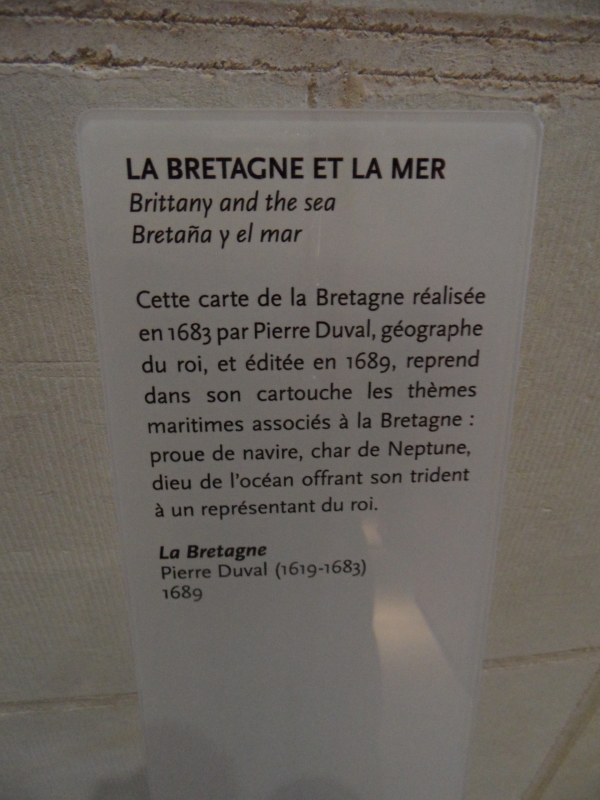 LA BRETAGNE ET LA MER
Brittany and the sea
Bretaña y el mar
Cette carte de la Bretagne réalisée
en 1683 par Pierre Duval, géographe
du roi, et éditée en 1689, reprend
dans son cartouche les thèmes
maritimes associés à la Bretagne :
proue de navire, char de Neptune,
dieu de l'océan offrant son trident
à un représentant du roi.
La Bretagne
Pierre Duval (1619-1683)
1689